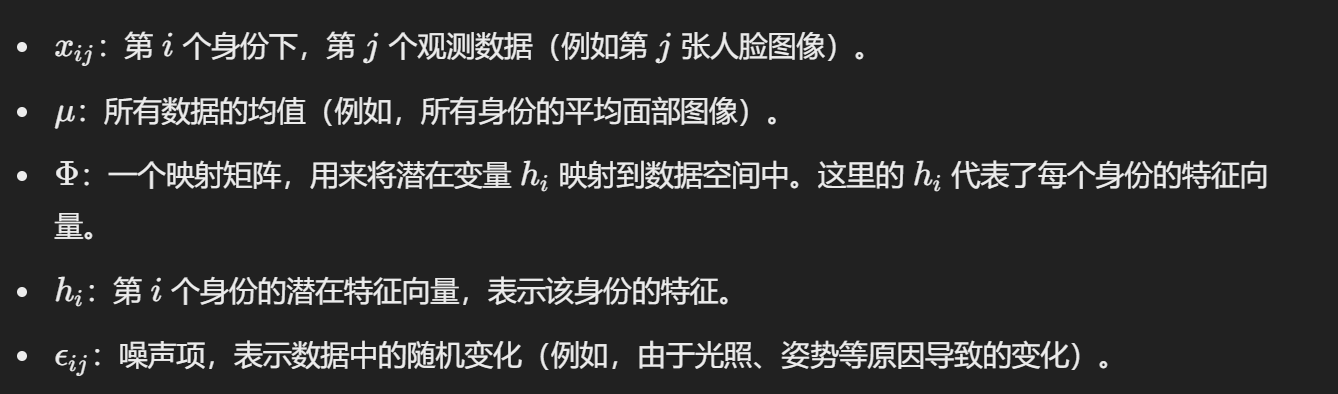 • x_{ij}：第 i 个身份下，第 j 个观测数据（例如第 j 张人脸图像）。
• μ：所有数据的均值（例如，所有身份的平均面部图像）。
• Φ：一个映射矩阵，用来将潜在变量 h_i 映射到数据空间中。这里的 h_i 代表了每个身份的特征向
量。
• h_i：第 i 个身份的潜在特征向量，表示该身份的特征。
• ϵ_{ij}：噪声项，表示数据中的随机变化（例如，由于光照、姿势等原因导致的变化）。